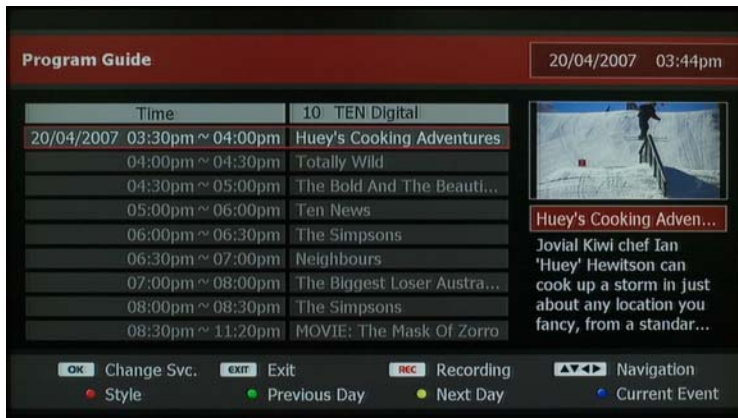 Program Guide
20/04/2007 03:44pm
Time
10 TEN Digital
20/04/2007 03:30pm ~ 04:00pm Huey's Cooking Adventures
04:00pm ~ 04:30pm Totally Wild
04:30pm ~ 05:00pm The Bold And The Beauti...
05:00pm ~ 06:00pm Ten News
06:00pm ~ 06:30pm The Simpsons
06:30pm ~ 07:00pm Neighbours
07:00pm ~ 08:00pm The Biggest Loser Austra...
08:00pm ~ 08:30pm The Simpsons
08:30pm ~ 11:20pm MOVIE: The Mask Of Zorro
Huey's Cooking Adven...
Jovial Kiwi chef Ian
'Huey' Hewitson can
cook up a storm in just
about any location you
fancy, from a standar...
OK Change Svc. EXIT Exit REC Recording ▲▼◄► Navigation
Style Previous Day Next Day Current Event